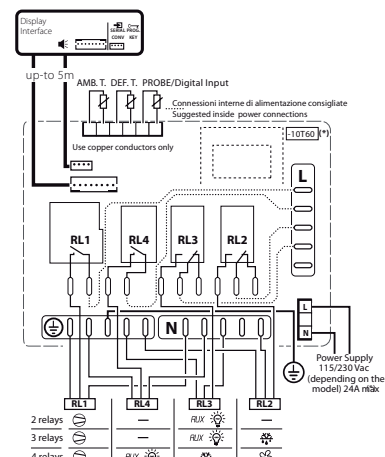 Display
Interface
SERIAL PROG.
CONV KEY
up-to 5m
AMB. T. DEF. T. PROBE/Digital Input
Connessioni interne di alimentazione consigliate
Suggested inside power connections
-10T60 (*)
Use copper conductors only
L
RL1 RL4 RL3 RL2
N
L
N
Power Supply
115/230 Vac
(depending on the
model) 24A
RL1 RL4 RL3 RL2
2 relays — AUX —
3 relays — AUX
4 relays AUX